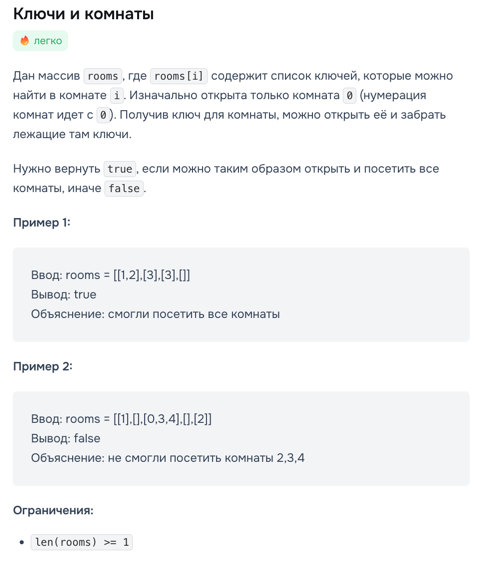 Ключи и комнаты
легко
Дан массив rooms, где rooms[i] содержит список ключей, которые можно
найти в комнате i. Изначально открыта только комната 0 (нумерация
комнат идет с 0). Получив ключ для комнаты, можно открыть её и забрать
лежащие там ключи.
Нужно вернуть true, если можно таким образом открыть и посетить все
комнаты, иначе false.
Пример 1:
Ввод: rooms = [[1,2],[3],[3],[]]
Вывод: true
Объяснение: смогли посетить все комнаты
Пример 2:
Ввод: rooms = [[1],[],[0,3,4],[],[2]]
Вывод: false
Объяснение: не смогли посетить комнаты 2,3,4
Ограничения:
• len(rooms) >= 1